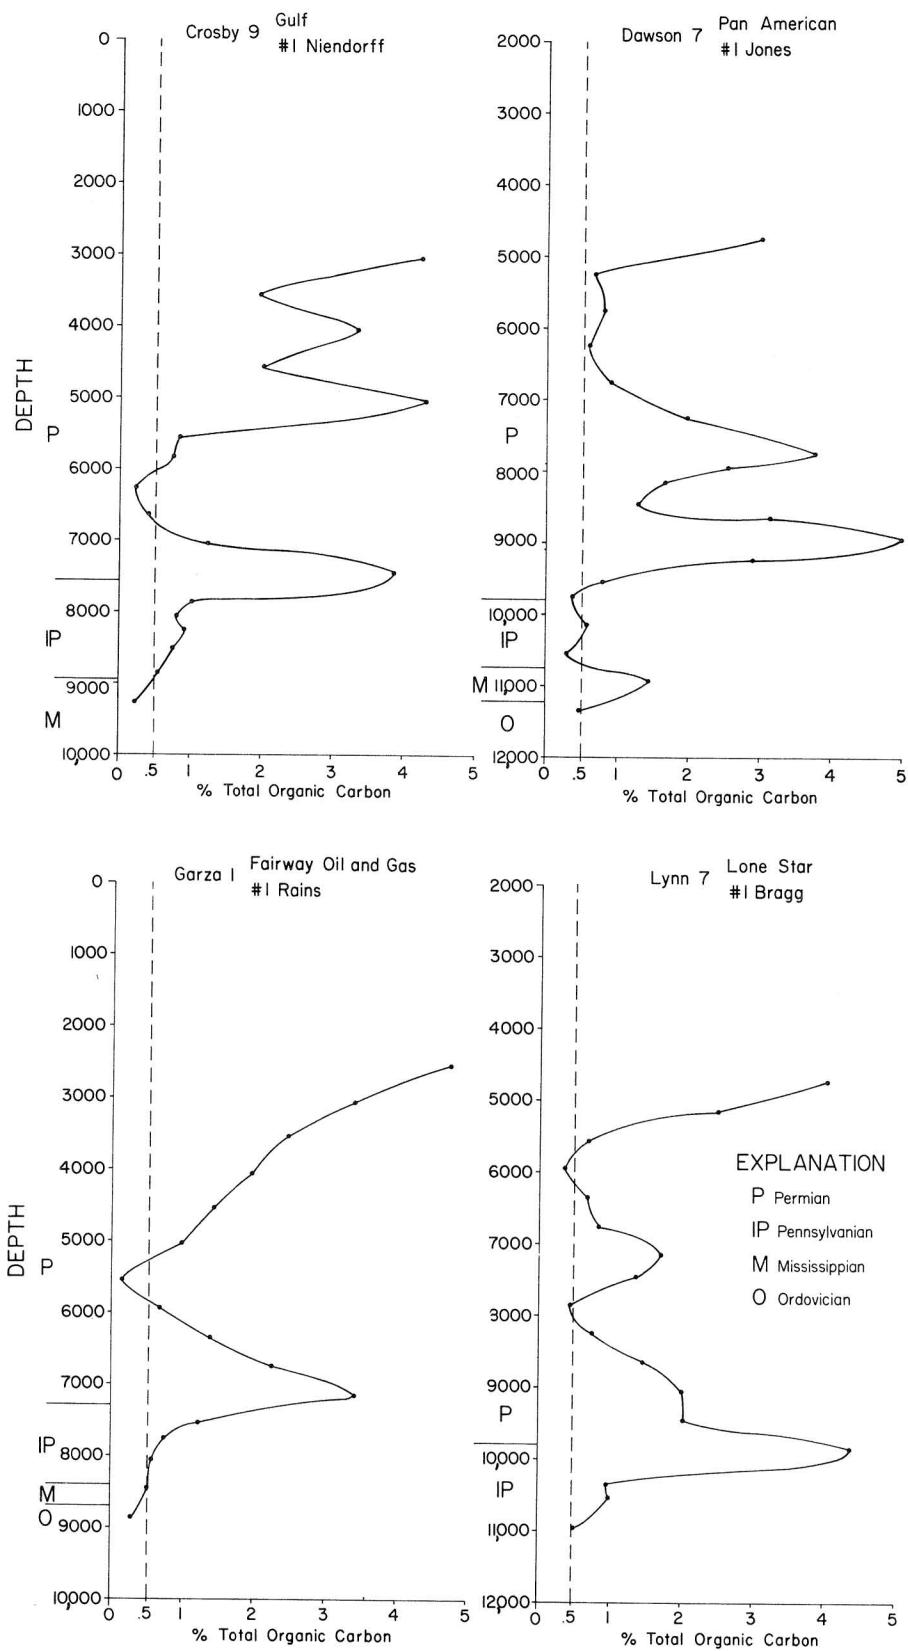 Crosby 9 Gulf
#1 Niendorff
0
1000
2000
3000
4000
5000
6000
7000
8000
9000
10,000
DEPTH
P
IP
M
0 .5 1 2 3 4 5
% Total Organic Carbon
Dawson 7 Pan American
#1 Jones
2000
3000
4000
5000
6000
7000
8000
9000
10,000
11,000
12,000
P
IP
M
O
0 .5 1 2 3 4 5
% Total Organic Carbon
Garza 1 Fairway Oil and Gas
#1 Rains
0
1000
2000
3000
4000
5000
6000
7000
8000
9000
10,000
DEPTH
P
IP
M
O
0 .5 1 2 3 4 5
% Total Organic Carbon
Lynn 7 Lone Star
#1 Bragg
2000
3000
4000
5000
6000
7000
8000
9000
10,000
11,000
12,000
P
IP
0 .5 1 2 3 4 5
% Total Organic Carbon
EXPLANATION
P Permian
IP Pennsylvanian
M Mississippian
O Ordovician